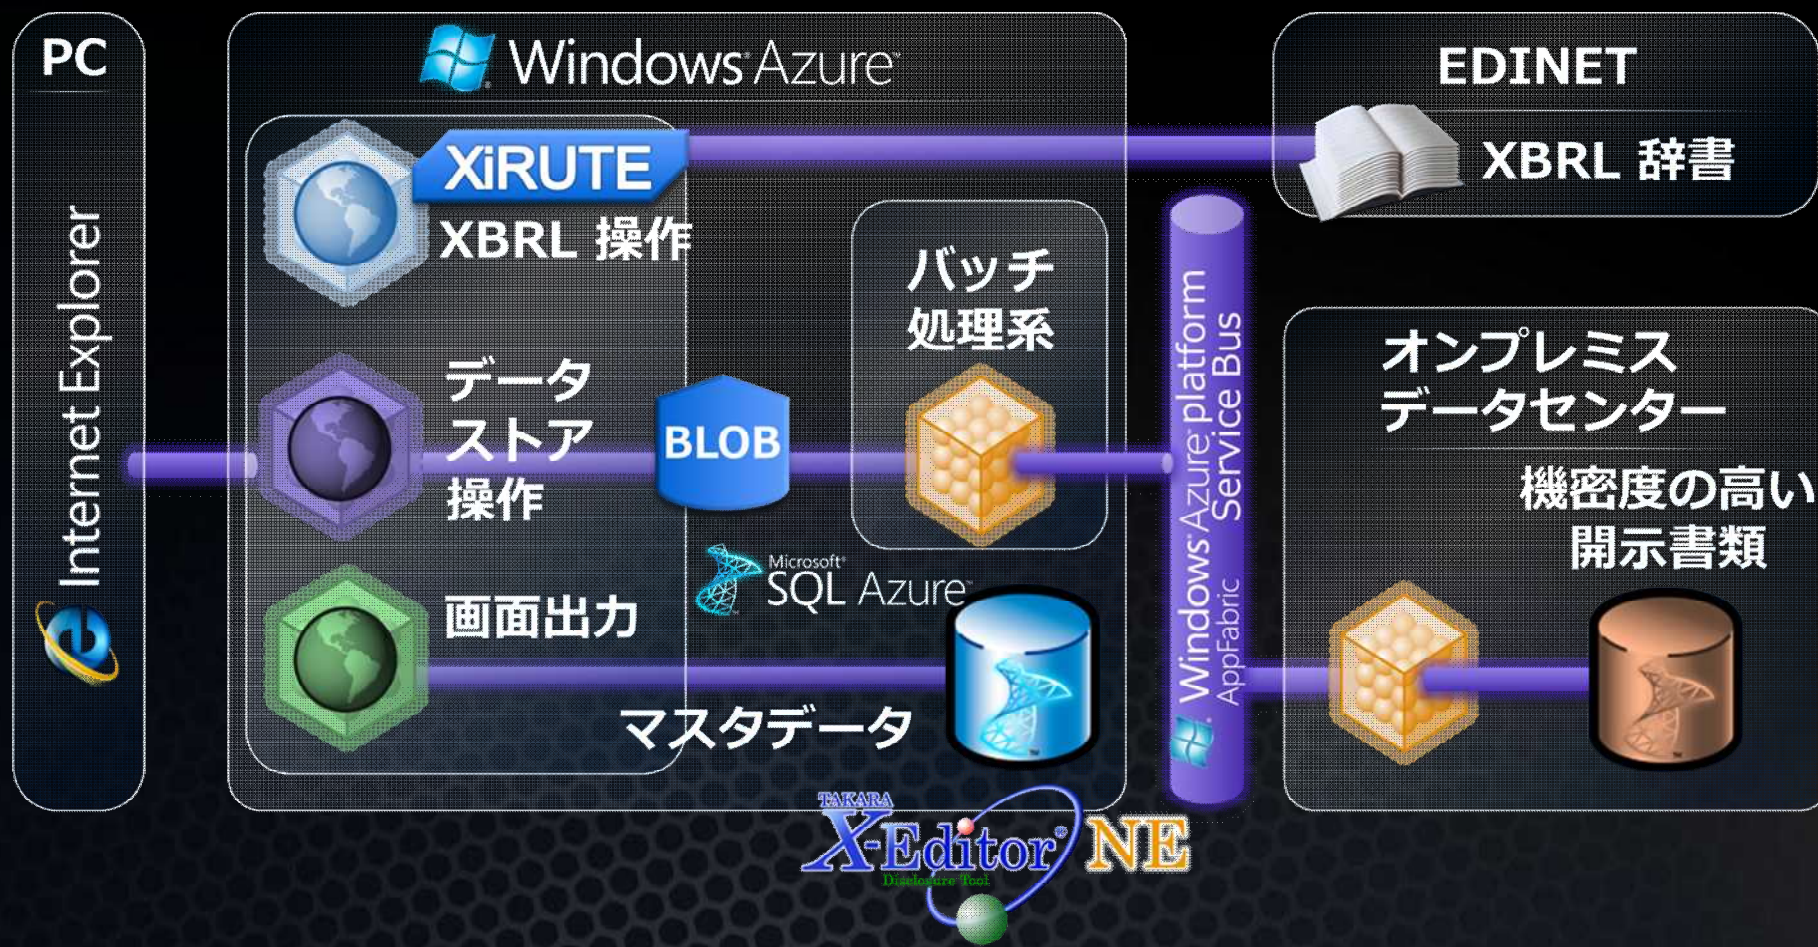 PC
Internet Explorer
Windows Azure™
XiRUTE
XBRL 操作
データ
ストア
操作
画面出力
BLOB
バッチ
処理系
Microsoft®
SQL Azure™
マスタデータ
Windows Azure platform
AppFabric Service Bus
EDINET
XBRL 辞書
オンプレミス
データセンター
機密度の高い
開示書類
TAKARA
X-Editor® NE
Disclosure Tool